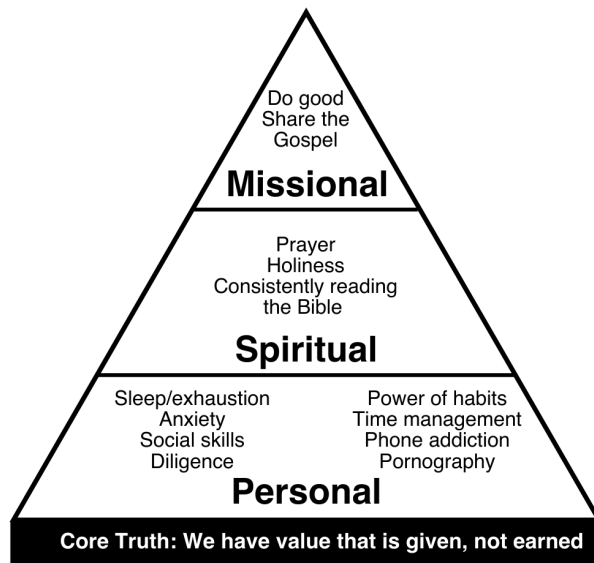 Do good
Share the
Gospel
Missional
Prayer
Holiness
Consistently reading
the Bible
Spiritual
Sleep/exhaustion
Anxiety
Social skills
Diligence
Power of habits
Time management
Phone addiction
Pornography
Personal
Core Truth: We have value that is given, not earned